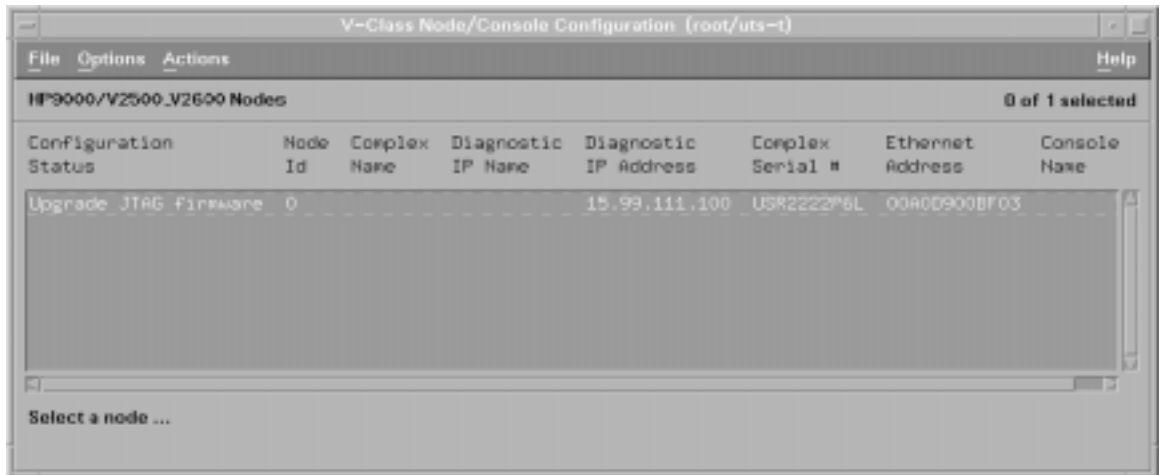 V-Class Node/Console Configuration (root/uts-t)
File Options Actions Help
HP9000/V2500_V2600 Nodes 0 of 1 selected
Configuration Node Complex Diagnostic Diagnostic Complex Ethernet Console
Status Id Name IP Name IP Address Serial # Address Name
Upgrade JTAG firmware 0 15.99.111.100 USR2222P6L 00A0D900BF03
Select a node ...